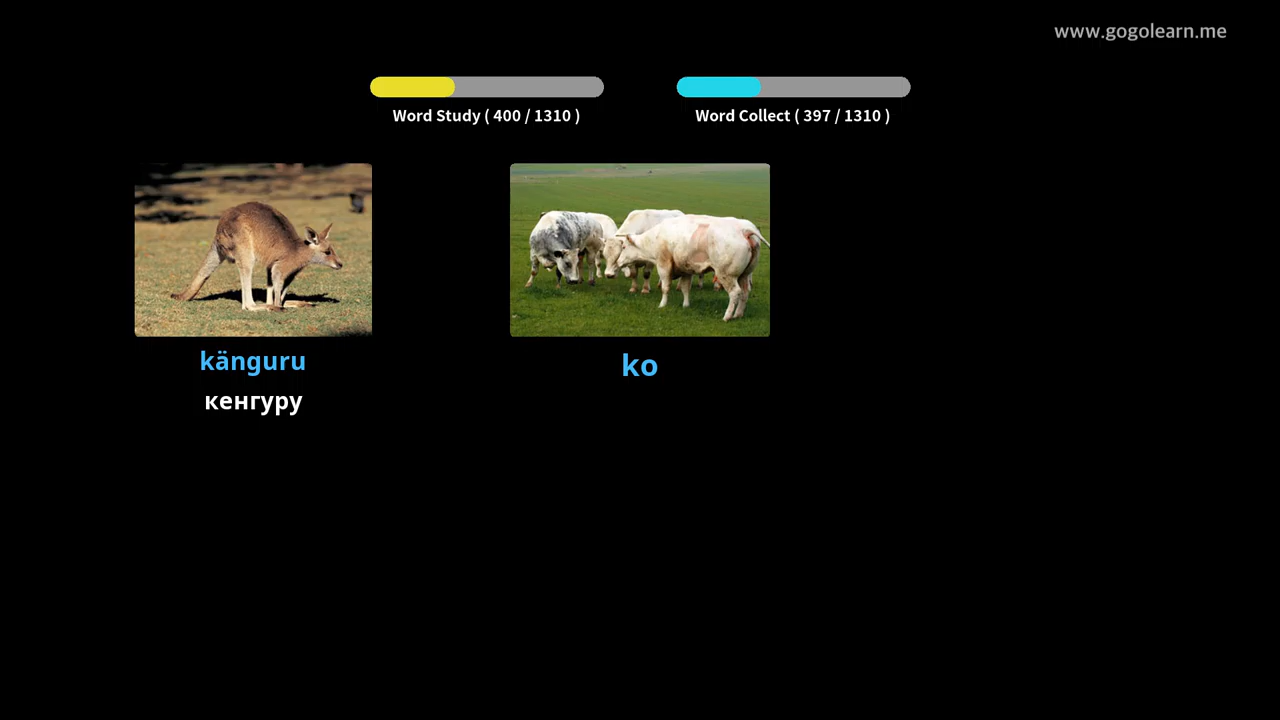 www.gogolearn.me
Word Study ( 400 / 1310 )
Word Collect ( 397 / 1310 )
känguru
кенгуру
ko